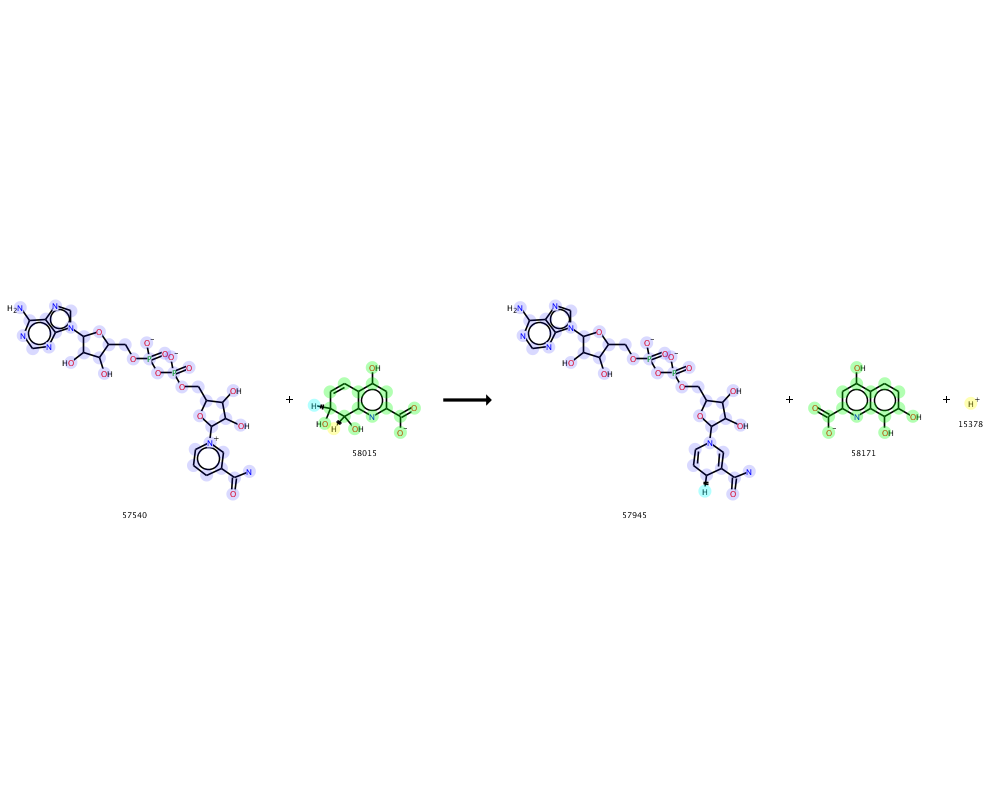 H₂N N N N N O OH HO O O⁻ P O O O⁻ P O O O OH OH N⁺ N O
+
H HO H OH OH N O O⁻
58015
57540
H₂N N N N N O OH HO O O⁻ P O O O⁻ P O O O OH OH N N O H
57945
+
OH O O⁻ N OH OH
58171
+
H⁺
15378